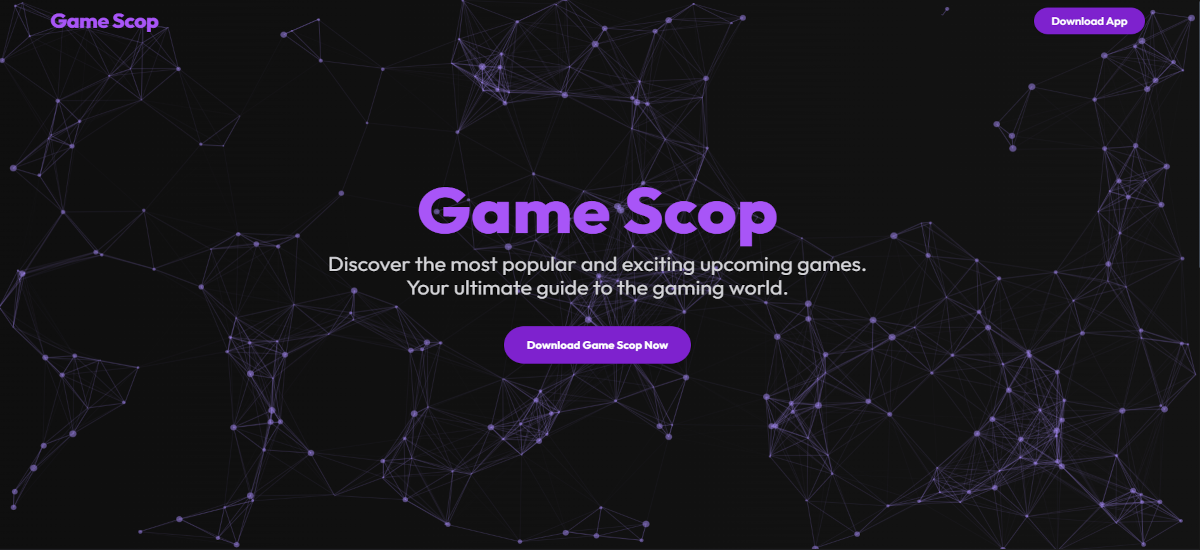 Game Scop
Download App
Game Scop
Discover the most popular and exciting upcoming games.
Your ultimate guide to the gaming world.
Download Game Scop Now